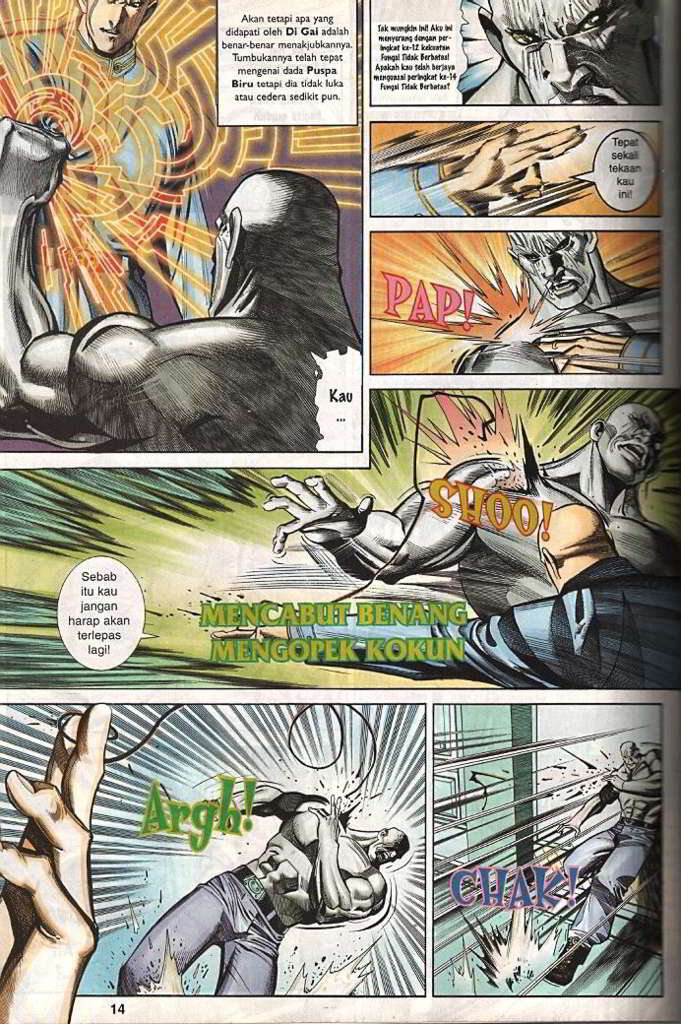 Akan tetapi apa yang
didapati oleh Di Gai adalah
benar-benar menakjubkannya.
Tumbukannya telah tepat
mengenai dada Puspa
Biru tetapi dia tidak luka
atau cedera sedikit pun.
Kau
...
Tak mungkin ini! Aku ini
menyerang dengan per-
ingkat ke-12 kekuatan
Fungsi Tidak Berbatas!
Apakah kau telah berjaya
menguasai peringkat ke-14
Fungsi Tidak Berbatas?
Tepat
sekali
tekaan
kau
ini!
PAP!
SHOO!
Sebab
itu kau
jangan
harap akan
terlepas
lagi!
MENCABUT BENANG
MENGOPEK KOKUN
Argh!
CHAK!
14